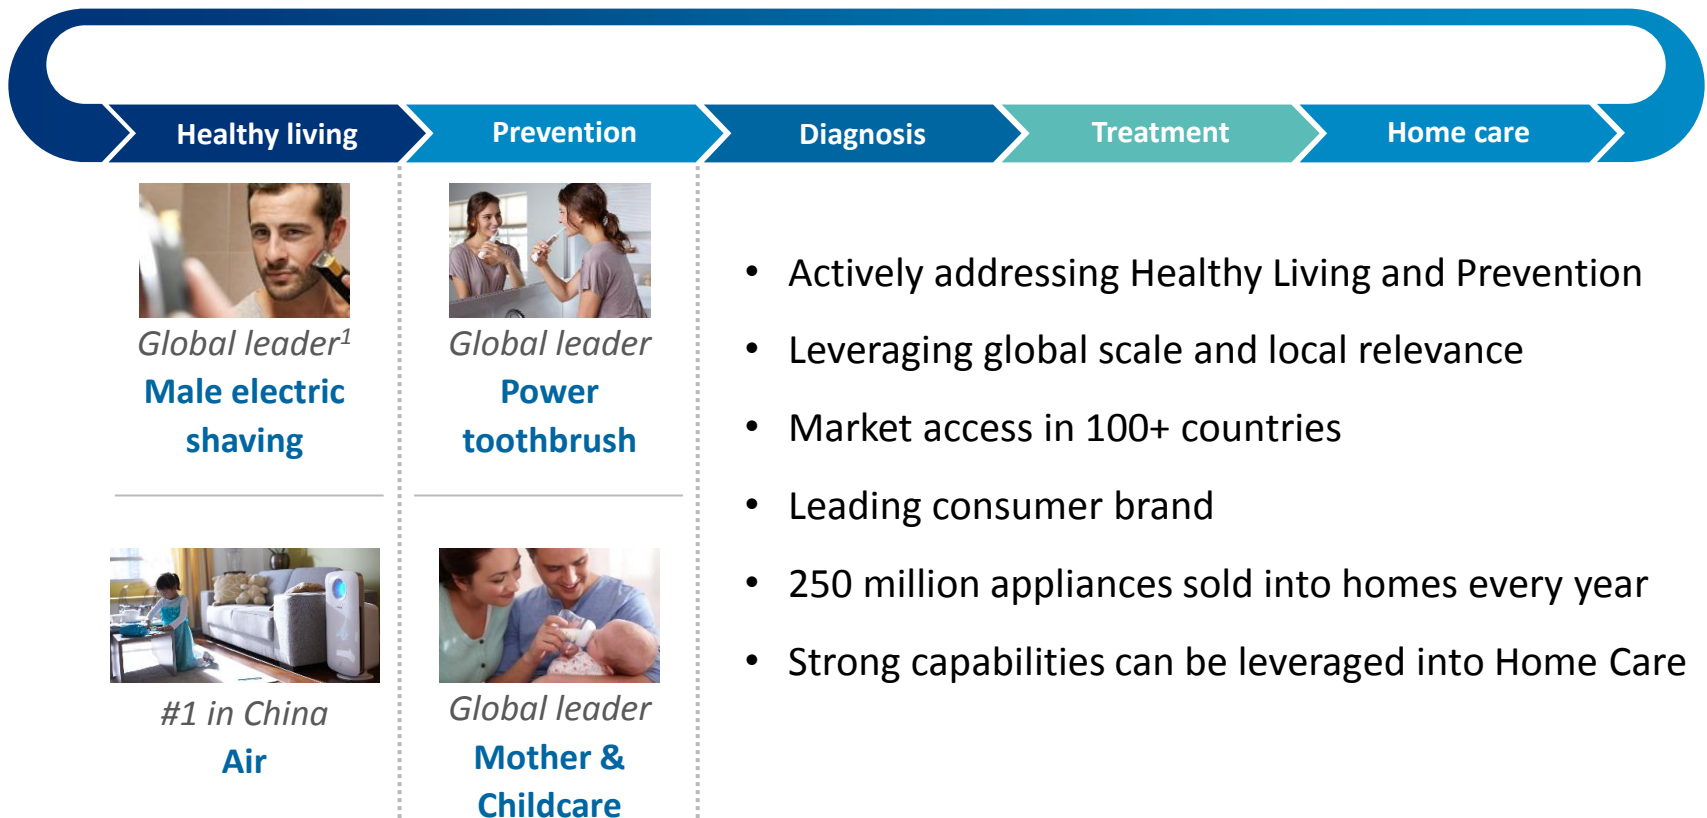 Healthy living
Prevention
Diagnosis
Treatment
Home care
Global leader1
Male electric
shaving
#1 in China
Air
Global leader
Power
toothbrush
Global leader
Mother &
Childcare
• Actively addressing Healthy Living and Prevention
• Leveraging global scale and local relevance
• Market access in 100+ countries
• Leading consumer brand
• 250 million appliances sold into homes every year
• Strong capabilities can be leveraged into Home Care